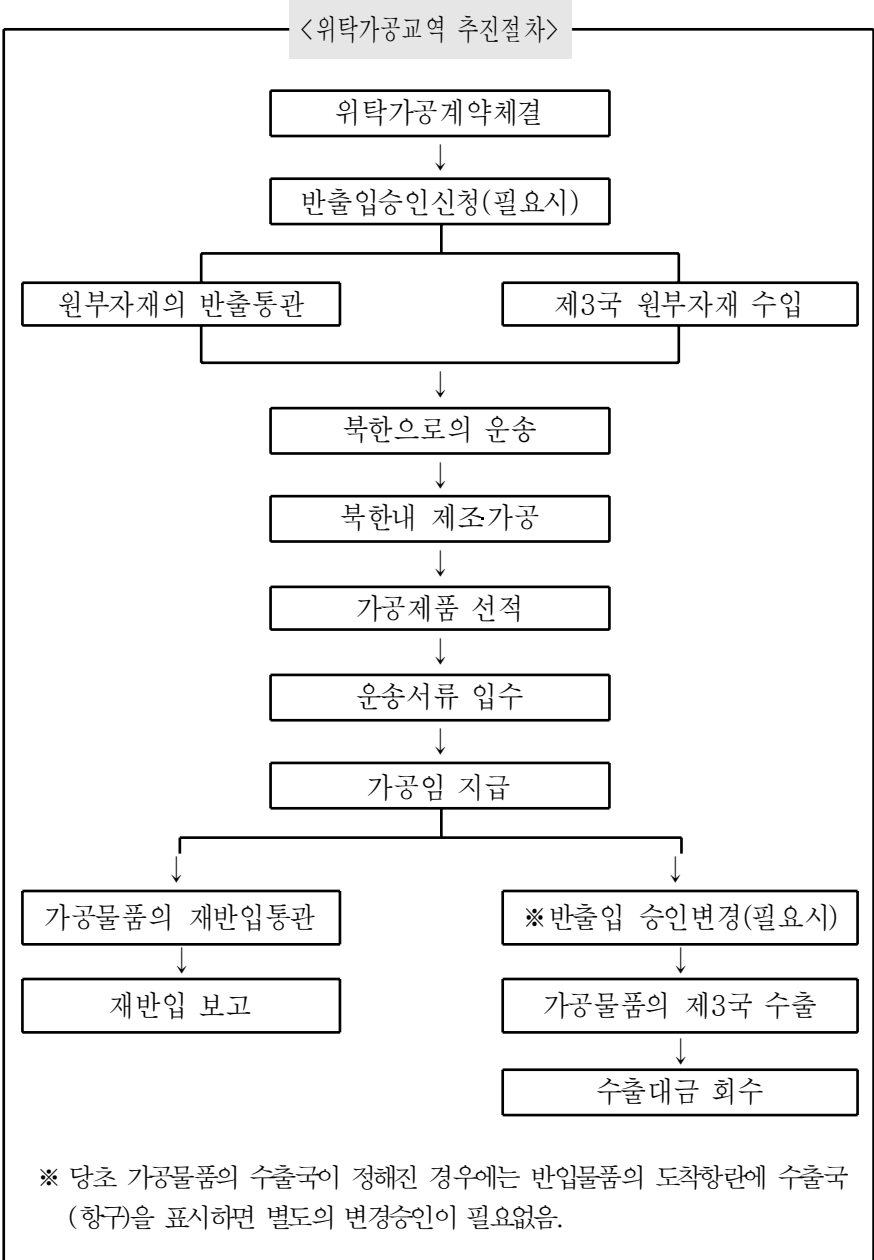 <위탁가공교역 추진절차>
위탁가공계약체결
↓
반출입승인신청(필요시)
원부자재의 반출통관
제3국 원부자재 수입
↓
북한으로의 운송
↓
북한내 제조가공
↓
가공제품 선적
↓
운송서류 입수
↓
가공임 지급
↓ ↓
가공물품의 재반입통관
※반출입 승인변경(필요시)
↓ ↓
재반입 보고
가공물품의 제3국 수출
↓
수출대금 회수
※ 당초 가공물품의 수출국이 정해진 경우에는 반입물품의 도착항란에 수출국
(항구)을 표시하면 별도의 변경승인이 필요없음.